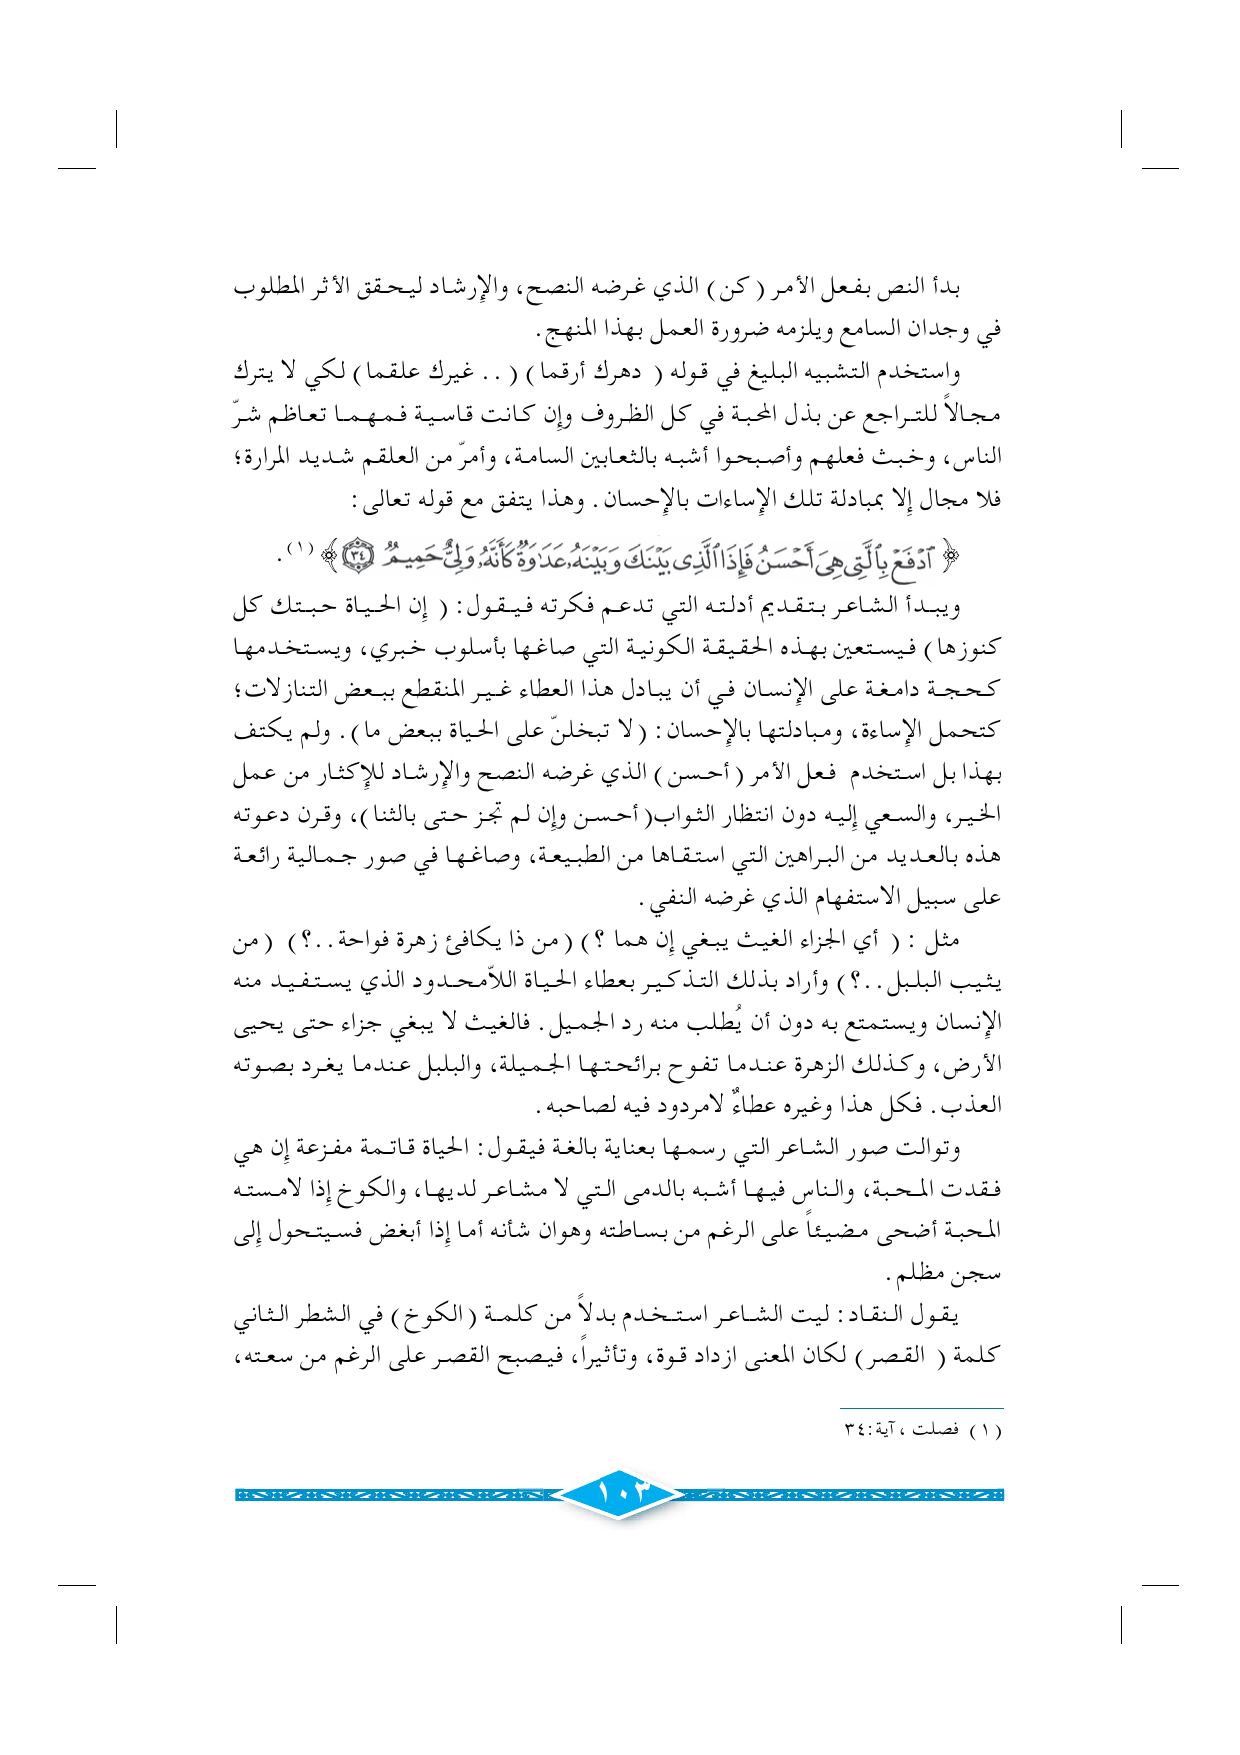 بدأ النص بفعل الأمر (كن) الذي غرضه النصح، والإرشاد ليحقق الأثر المطلوب
في وجدان السامع ويلزمه ضرورة العمل بهذا المنهج.
واستخدم التشبيه البليغ في قوله ( دهرك أرقما) (.. غيرك علقما) لكي لا يترك
مجالاً للتراجع عن بذل المحبة في كل الظروف وإن كانت قاسية فمهما تعاظم شرّ
الناس، وخبث فعلهم وأصبحوا أشبه بالثعابين السامة، وأمرّ من العلقم شديد المرارة؛
فلا مجال إلا بمبادلة تلك الإساءات بالإحسان. وهذا يتفق مع قوله تعالى:
﴿ ٱدۡفَعۡ بِٱلَّتِي هِيَ أَحۡسَنُ فَإِذَا ٱلَّذِي بَيۡنَكَ وَبَيۡنَهُۥ عَدَٰوَةٞ كَأَنَّهُۥ وَلِيٌّ حَمِيمٞ ٣٤ ﴾ (١).
ويبدأ الشاعر بتقديم أدلته التي تدعم فكرته فيقول: ( إن الحياة حبتك كل
كنوزها) فيستعين بهذه الحقيقة الكونية التي صاغها بأسلوب خبري، ويستخدمها
كحجة دامغة على الإنسان في أن يبادل هذا العطاء غير المنقطع ببعض التنازلات؛
كتحمل الإساءة، ومبادلتها بالإحسان: (لا تبخلنّ على الحياة ببعض ما). ولم يكتف
بهذا بل استخدم فعل الأمر (أحسن) الذي غرضه النصح والإرشاد للإكثار من عمل
الخير، والسعي إليه دون انتظار الثواب(أحسن وإن لم تجز حتى بالثنا)، وقرن دعوته
هذه بالعديد من البراهين التي استقاها من الطبيعة، وصاغها في صور جمالية رائعة
على سبيل الاستفهام الذي غرضه النفي.
مثل : ( أي الجزاء الغيث يبغي إن هما ؟) (من ذا يكافئ زهرة فواحة..؟) (من
يثيب البلبل..؟) وأراد بذلك التذكير بعطاء الحياة اللاّمحدود الذي يستفيد منه
الإنسان ويستمتع به دون أن يُطلب منه رد الجميل. فالغيث لا يبغي جزاء حتى يحيى
الأرض، وكذلك الزهرة عندما تفوح برائحتها الجميلة، والبلبل عندما يغرد بصوته
العذب. فكل هذا وغيره عطاءٌ لامردود فيه لصاحبه.
وتوالت صور الشاعر التي رسمها بعناية بالغة فيقول: الحياة قاتمة مفزعة إن هي
فقدت المحبة، والناس فيها أشبه بالدمى التي لا مشاعر لديها، والكوخ إذا لامسته
المحبة أضحى مضيئاً على الرغم من بساطته وهوان شأنه أما إذا أبغض فسيتحول إلى
سجن مظلم.
يقول النقاد: ليت الشاعر استخدم بدلاً من كلمة (الكوخ) في الشطر الثاني
كلمة ( القصر) لكان المعنى ازداد قوة، وتأثيراً، فيصبح القصر على الرغم من سعته،
(١) فصلت ، آية:٣٤
١٠٣